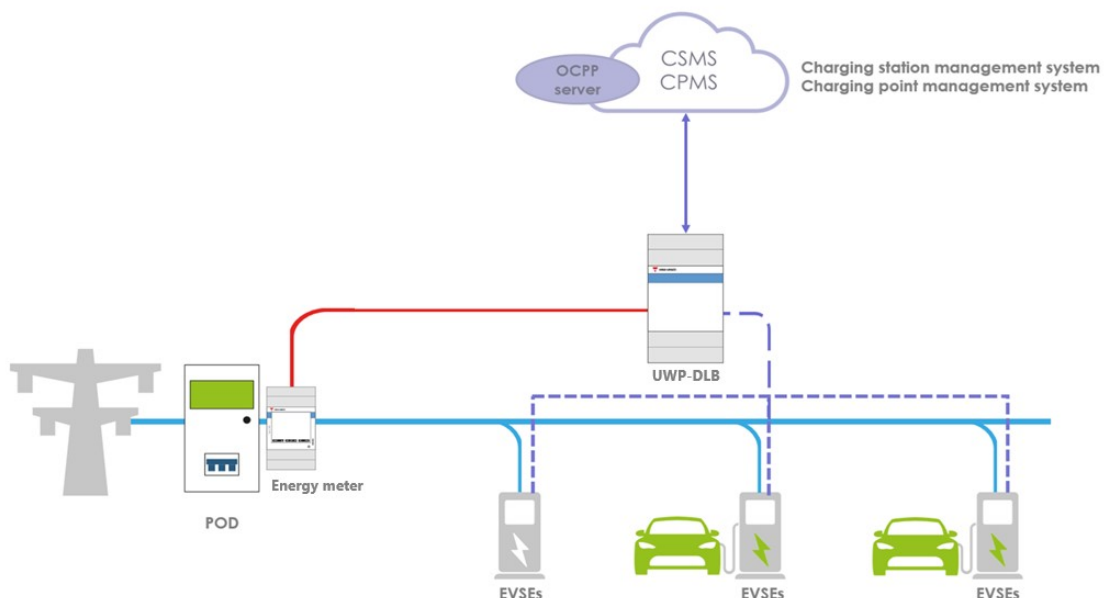 CSMS
CPMS
OCPP
server
Charging station management system
Charging point management system
UWP-DLB
Energy meter
POD
EVSEs
EVSEs
EVSEs